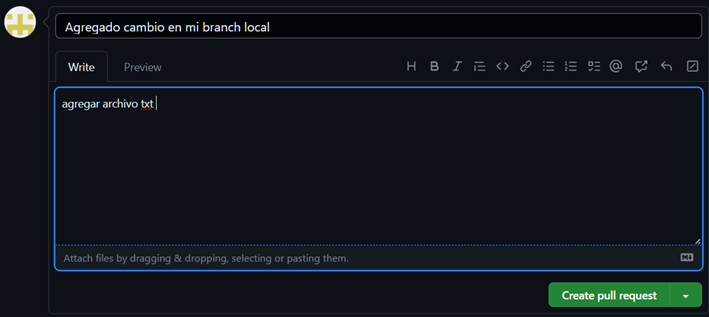 Agregado cambio en mi branch local
Write Preview
agregar archivo txt
Attach files by dragging & dropping, selecting or pasting them.
Create pull request